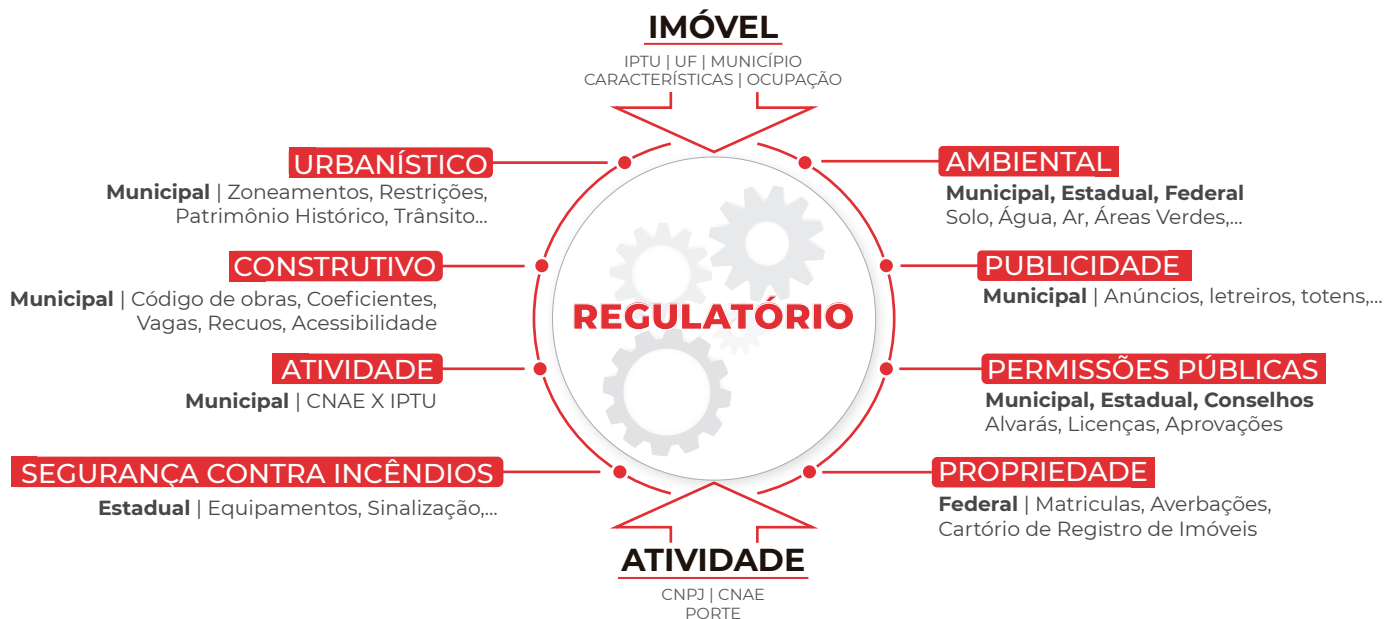 IMÓVEL
IPTU | UF | MUNICÍPIO
CARACTERÍSTICAS | OCUPAÇÃO
URBANÍSTICO
Municipal | Zoneamentos, Restrições,
Patrimônio Histórico, Trânsito...
CONSTRUTIVO
Municipal | Código de obras, Coeficientes,
Vagas, Recuos, Acessibilidade
ATIVIDADE
Municipal | CNAE X IPTU
SEGURANÇA CONTRA INCÊNDIOS
Estadual | Equipamentos, Sinalização,...
REGULATÓRIO
AMBIENTAL
Municipal, Estadual, Federal
Solo, Água, Ar, Áreas Verdes,...
PUBLICIDADE
Municipal | Anúncios, letreiros, totens,...
PERMISSÕES PÚBLICAS
Municipal, Estadual, Conselhos
Alvarás, Licenças, Aprovações
PROPRIEDADE
Federal | Matriculas, Averbações,
Cartório de Registro de Imóveis
ATIVIDADE
CNPJ | CNAE
PORTE